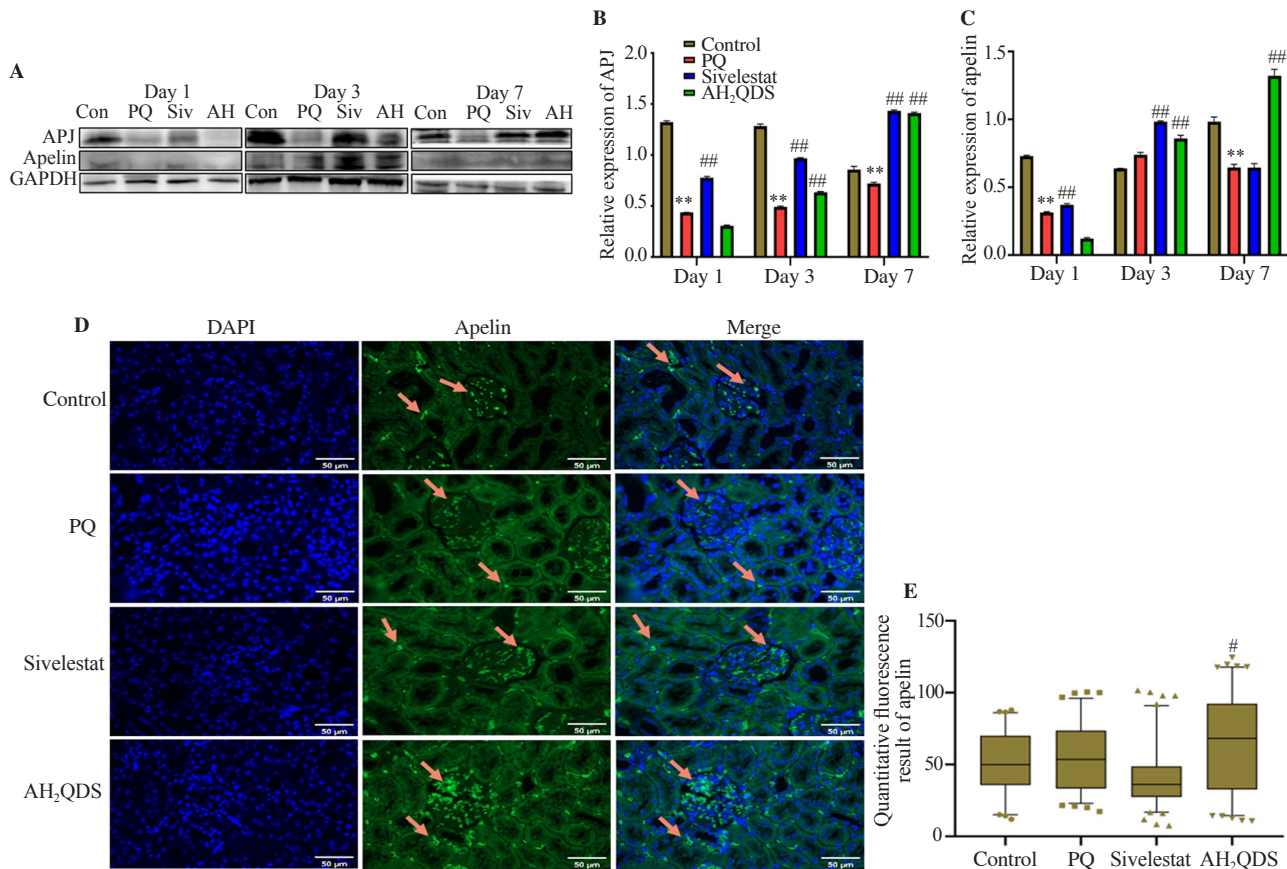 A
Day 1
Day 3
Day 7
Con PQ Siv AH
Con PQ Siv AH
Con PQ Siv AH
APJ
Apelin
GAPDH
B
Relative expression of APJ
2.0
1.5
1.0
0.5
0.0
Control
PQ
Sivelestat
AH₂QDS
** ##
** ## ##
** ## ##
Day 1 Day 3 Day 7
C
Relative expression of apelin
1.5
1.0
0.5
0.0
** ##
## ##
** ##
Day 1 Day 3 Day 7
D
DAPI Apelin Merge
Control
50 μm 50 μm 50 μm
PQ
50 μm 50 μm 50 μm
Sivelestat
50 μm 50 μm 50 μm
AH₂QDS
50 μm 50 μm 50 μm
E
Quantitative fluorescence
result of apelin
150
100
50
0
#
Control PQ Sivelestat AH₂QDS